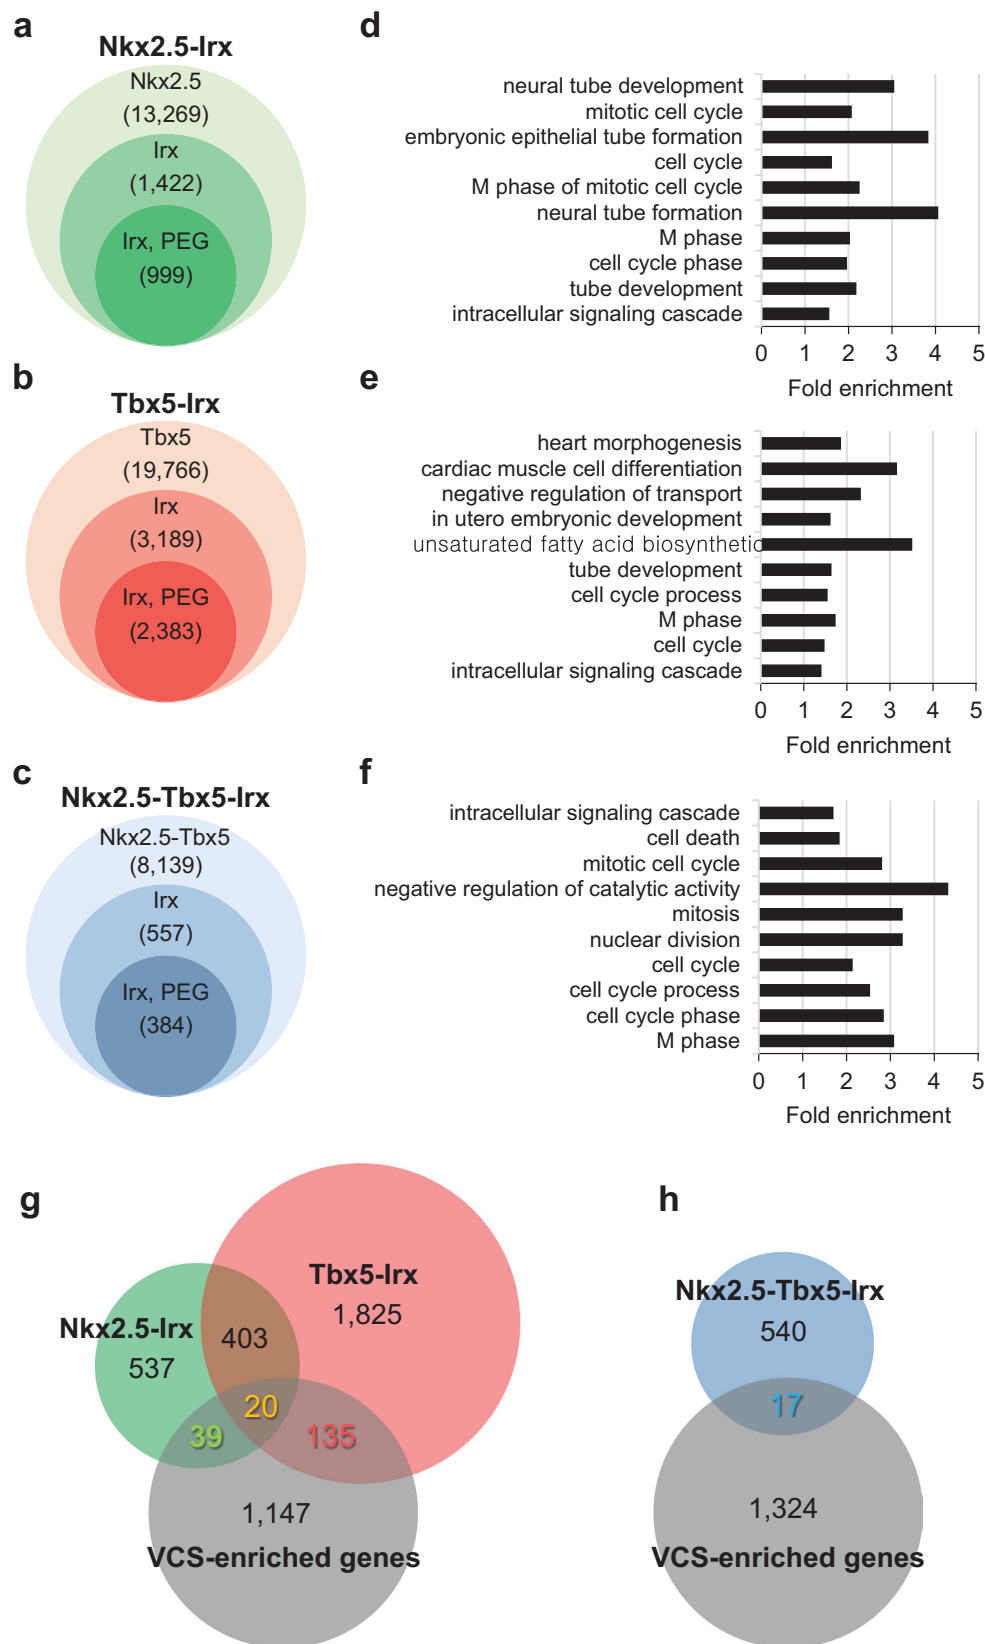 a
Nkx2.5-Irx
Nkx2.5
(13,269)
Irx
(1,422)
Irx, PEG
(999)
d
neural tube development
mitotic cell cycle
embryonic epithelial tube formation
cell cycle
M phase of mitotic cell cycle
neural tube formation
M phase
cell cycle phase
tube development
intracellular signaling cascade
0 1 2 3 4 5
Fold enrichment
b
Tbx5-Irx
Tbx5
(19,766)
Irx
(3,189)
Irx, PEG
(2,383)
e
heart morphogenesis
cardiac muscle cell differentiation
negative regulation of transport
in utero embryonic development
unsaturated fatty acid biosynthetic
tube development
cell cycle process
M phase
cell cycle
intracellular signaling cascade
0 1 2 3 4 5
Fold enrichment
c
Nkx2.5-Tbx5-Irx
Nkx2.5-Tbx5
(8,139)
Irx
(557)
Irx, PEG
(384)
f
intracellular signaling cascade
cell death
mitotic cell cycle
negative regulation of catalytic activity
mitosis
nuclear division
cell cycle
cell cycle process
cell cycle phase
M phase
0 1 2 3 4 5
Fold enrichment
g
Tbx5-Irx
1,825
Nkx2.5-Irx
537
403
20
39
135
1,147
VCS-enriched genes
h
Nkx2.5-Tbx5-Irx
540
17
1,324
VCS-enriched genes